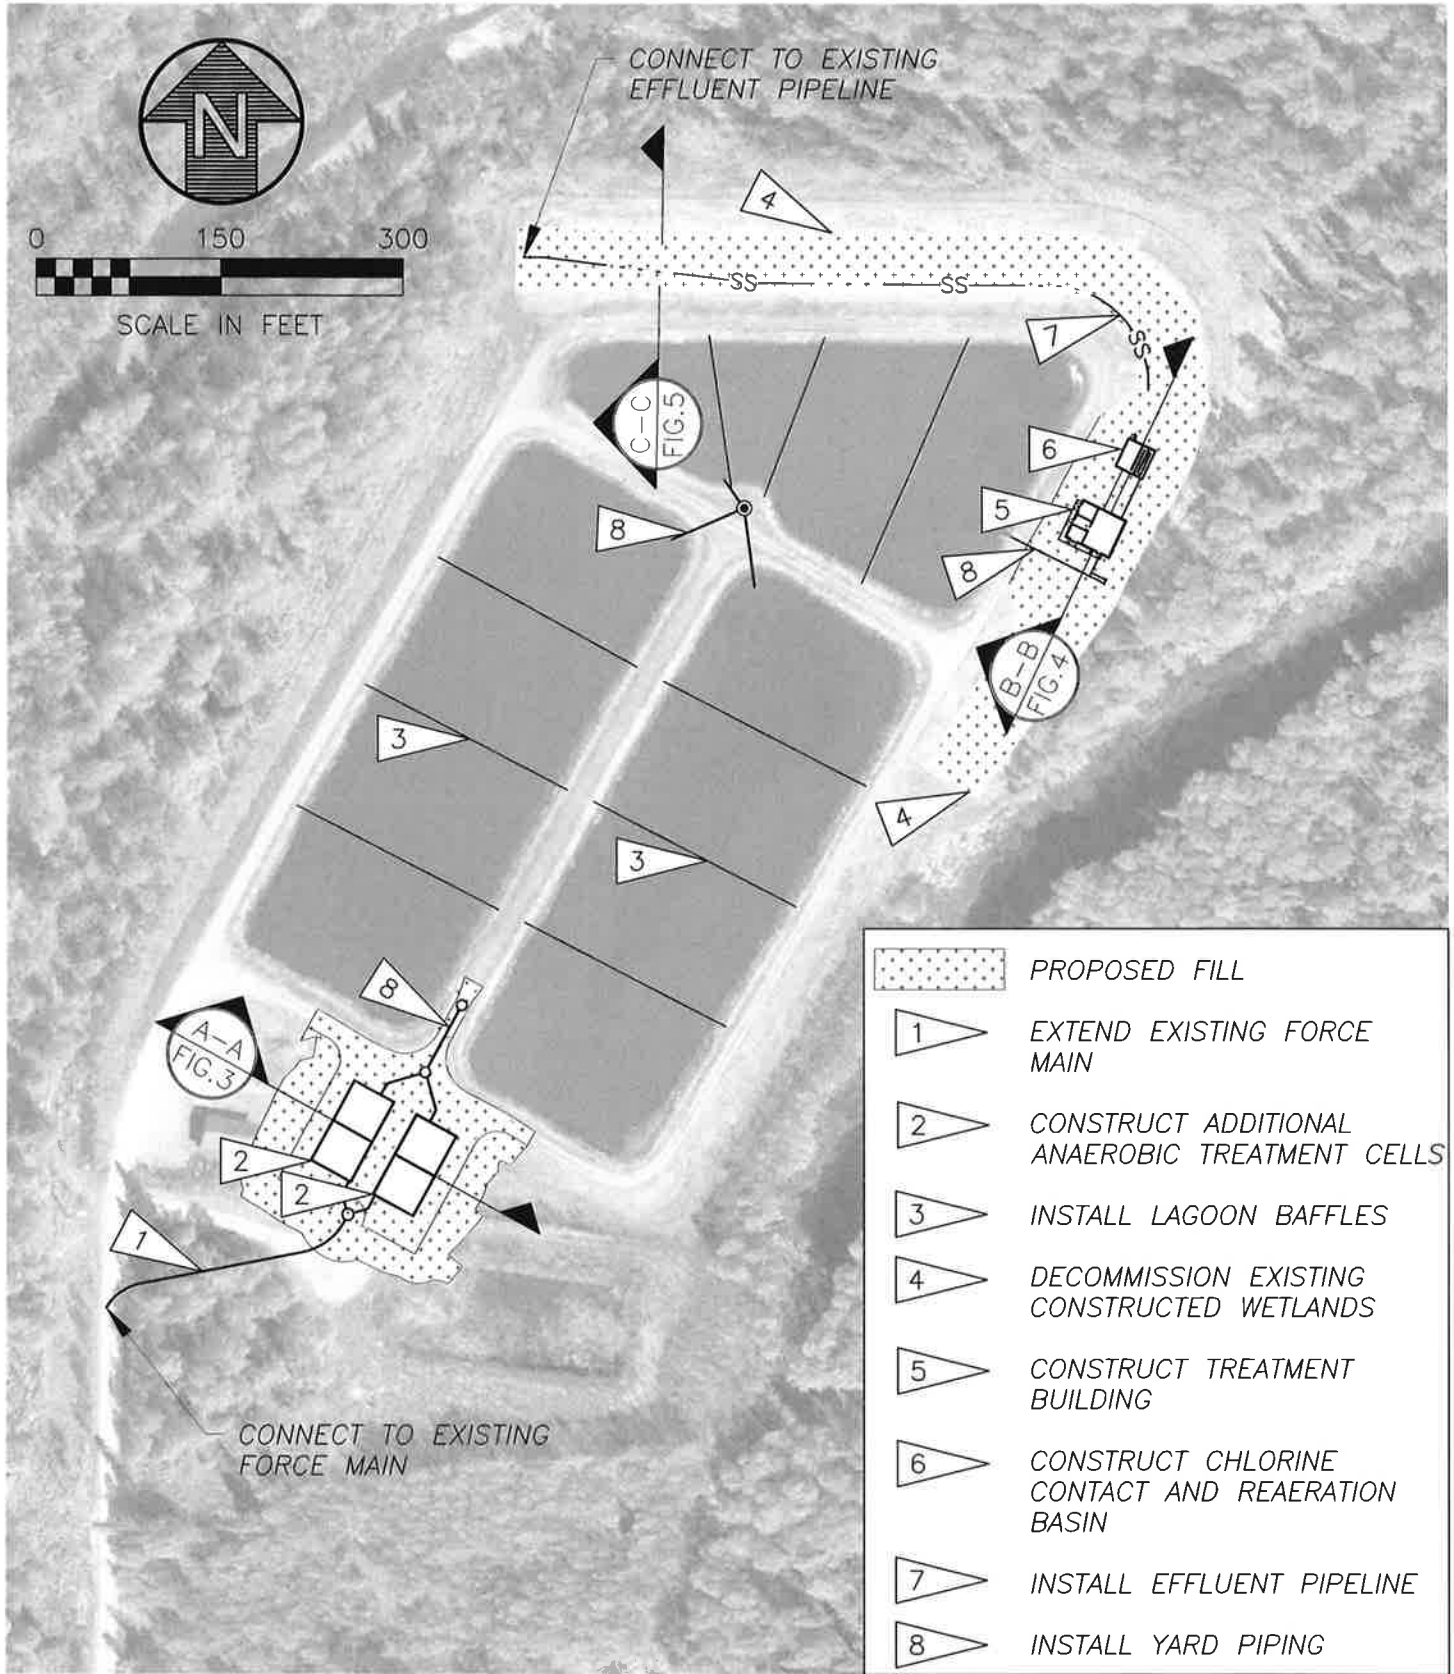 CONNECT TO EXISTING
EFFLUENT PIPELINE
N
0 150 300
SCALE IN FEET
4
SS SS
7
SS
C-C
FIG.5
6
5
8
8
B-B
FIG.4
3
4
3
8
A-A
FIG.3
2
2
1
CONNECT TO EXISTING
FORCE MAIN
PROPOSED FILL
1 EXTEND EXISTING FORCE
MAIN
2 CONSTRUCT ADDITIONAL
ANAEROBIC TREATMENT CELLS
3 INSTALL LAGOON BAFFLES
4 DECOMMISSION EXISTING
CONSTRUCTED WETLANDS
5 CONSTRUCT TREATMENT
BUILDING
6 CONSTRUCT CHLORINE
CONTACT AND REAERATION
BASIN
7 INSTALL EFFLUENT PIPELINE
8 INSTALL YARD PIPING